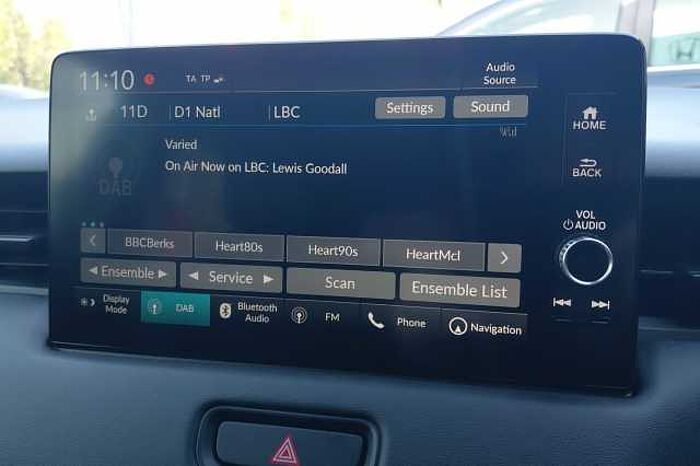 11:10 TA TP Audio Source
11D D1 Natl LBC Settings Sound
HOME
Varied
On Air Now on LBC: Lewis Goodall
DAB
BACK
VOL
AUDIO
BBCBerks Heart80s Heart90s HeartMcl
Ensemble Service Scan Ensemble List
Display Mode DAB Bluetooth Audio FM Phone Navigation